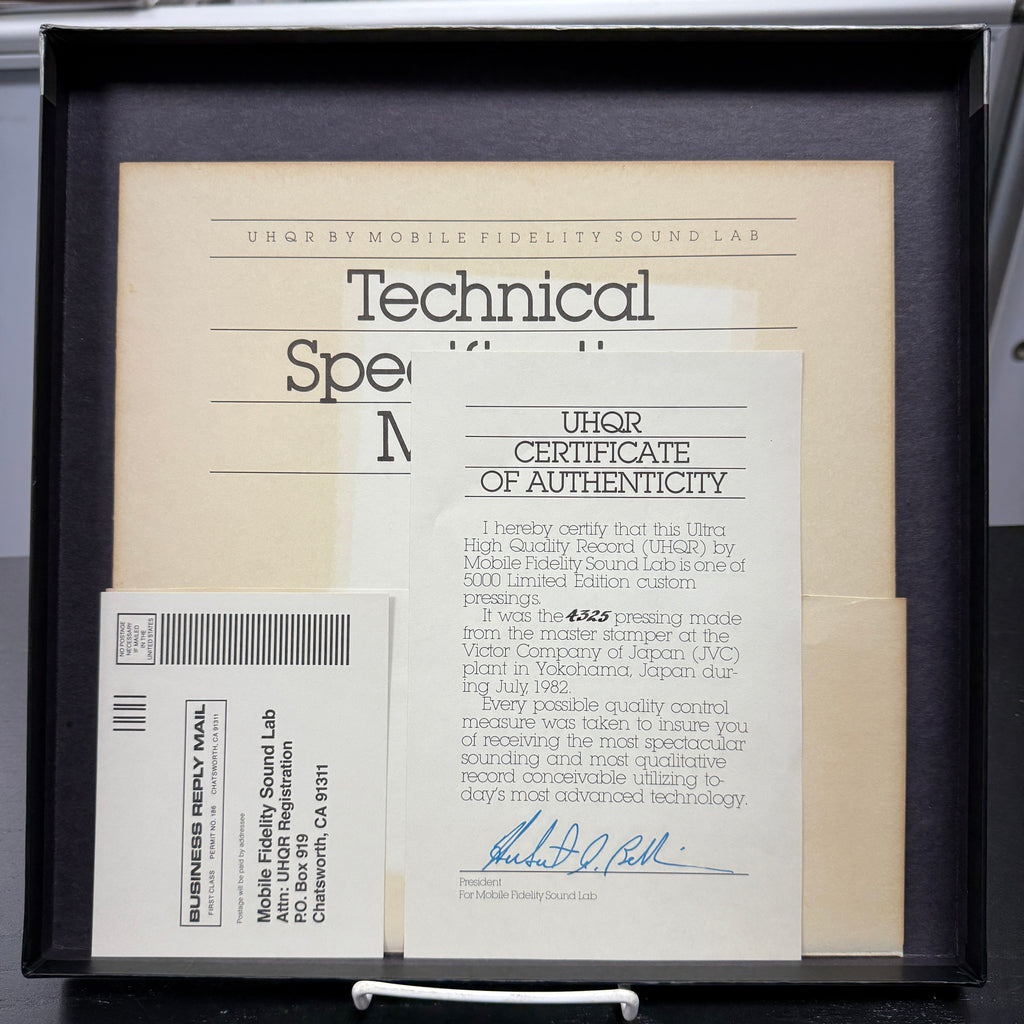 UHQR BY MOBILE FIDELITY SOUND LAB
Technical
UHQR
CERTIFICATE
OF AUTHENTICITY
I hereby certify that this Ultra
High Quality Record (UHQR) by
Mobile Fidelity Sound Lab is one of
5000 Limited Edition custom
pressings.
It was the 4325 pressing made
from the master stamper at the
Victor Company of Japan (JVC)
plant in Yokohama, Japan dur-
ing July, 1982.
Every possible quality control
measure was taken to insure you
of receiving the most spectacular
sounding and most qualitative
record conceivable utilizing to-
day's most advanced technology.
President
For Mobile Fidelity Sound Lab
NO POSTAGE
NECESSARY
IF MAILED
IN THE
UNITED STATES
BUSINESS REPLY MAIL
FIRST CLASS PERMIT NO. 186 CHATSWORTH, CA 91311
Postage will be paid by addressee
Mobile Fidelity Sound Lab
Attn: UHQR Registration
P.O. Box 919
Chatsworth, CA 91311